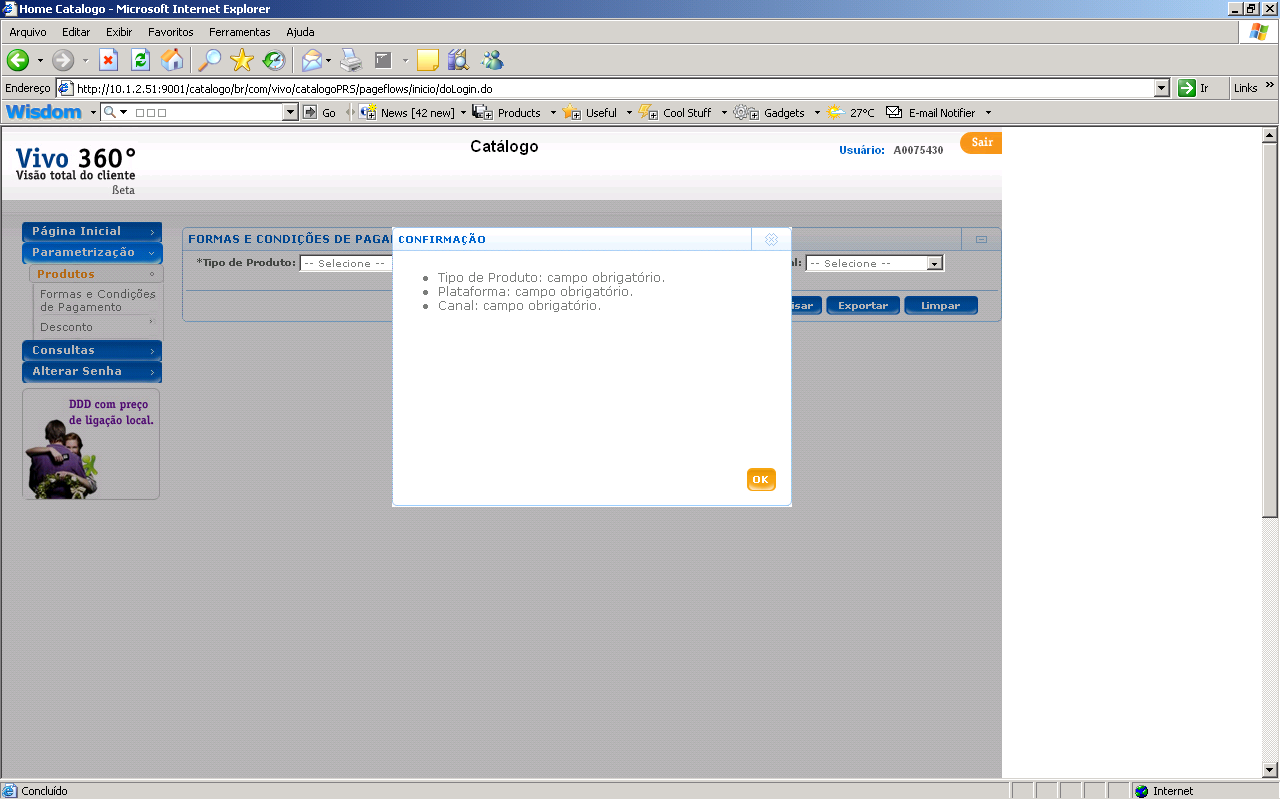 Home Catalogo - Microsoft Internet Explorer
Arquivo Editar Exibir Favoritos Ferramentas Ajuda
Endereço http://10.1.2.51:9001/catalogo/br/com/vivo/catalogoPRS/pageflows/inicio/doLogin.do Ir Links »
Wisdom Go News [42 new] Products Useful Cool Stuff Gadgets 27°C E-mail Notifier
Vivo 360°
Visão total do cliente
ßeta
Catálogo
Usuário: A0075430
Sair
Página Inicial
Parametrização
Produtos
Formas e Condições
de Pagamento
Desconto
Consultas
Alterar Senha
DDD com preço
de ligação local.
FORMAS E CONDIÇÕES DE PAGA
*Tipo de Produto: -- Selecione --
al: -- Selecione --
isar Exportar Limpar
CONFIRMAÇÃO
• Tipo de Produto: campo obrigatório.
• Plataforma: campo obrigatório.
• Canal: campo obrigatório.
OK
Concluído
Internet